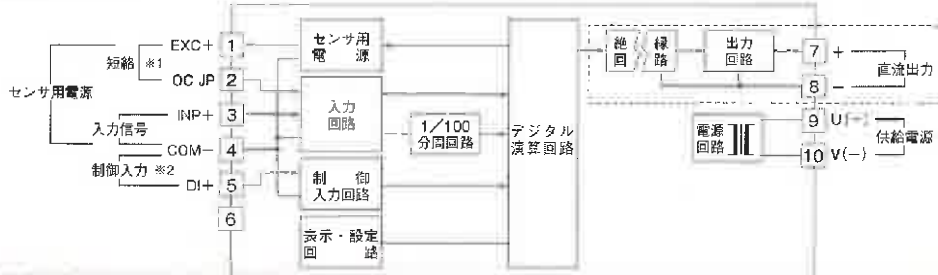 センサ用電源
EXC+ 1
短絡 ※1
OC JP 2
INP+ 3
入力信号
COM− 4
制御入力 ※2
DI+ 5
6
センサ用
電源
入力
回路
1/100
分周回路
制御
入力回路
表示・設定
回路
デジタル
演算回路
絶縁
回路
出力
回路
7 +
直流出力
8 −
電源
回路
9 U(+)
供給電源
10 V(−)